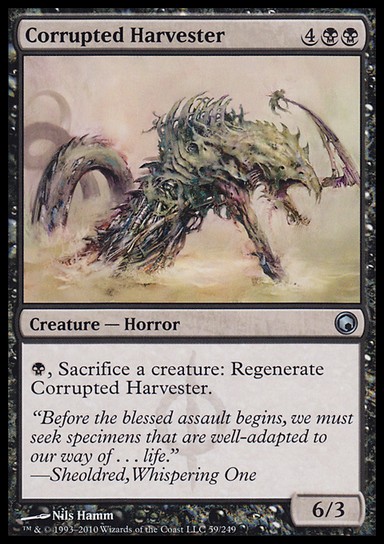 Corrupted Harvester 4
Creature — Horror
, Sacrifice a creature: Regenerate
Corrupted Harvester.
“Before the blessed assault begins, we must
seek specimens that are well-adapted to
our way of . . . life.”
—Sheoldred, Whispering One
Nils Hamm
™ & © 1993–2010 Wizards of the Coast LLC 59/249
6/3